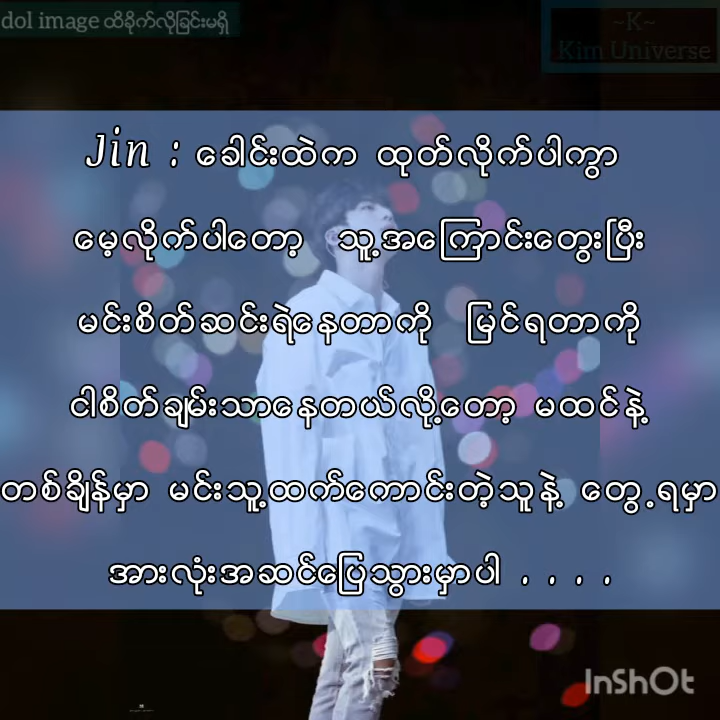 dol image ထိခိုက်လိုခြင်းမရှိ
~K~
Kim Universe
Jin : ခေါင်းထဲက ထုတ်လိုက်ပါကွာ
မေ့လိုက်ပါတော့ သူ့အကြောင်းတွေးပြီး
မင်းစိတ်ဆင်းရဲနေတာကို မြင်ရတာကို
ငါစိတ်ချမ်းသာနေတယ်လို့တော့ မထင်နဲ့
တစ်ချိန်မှာ မင်းသူ့ထက်ကောင်းတဲ့သူနဲ့ တွေ့ရမှာ
အားလုံးအဆင်ပြေသွားမှာပါ . . . .
InShOt